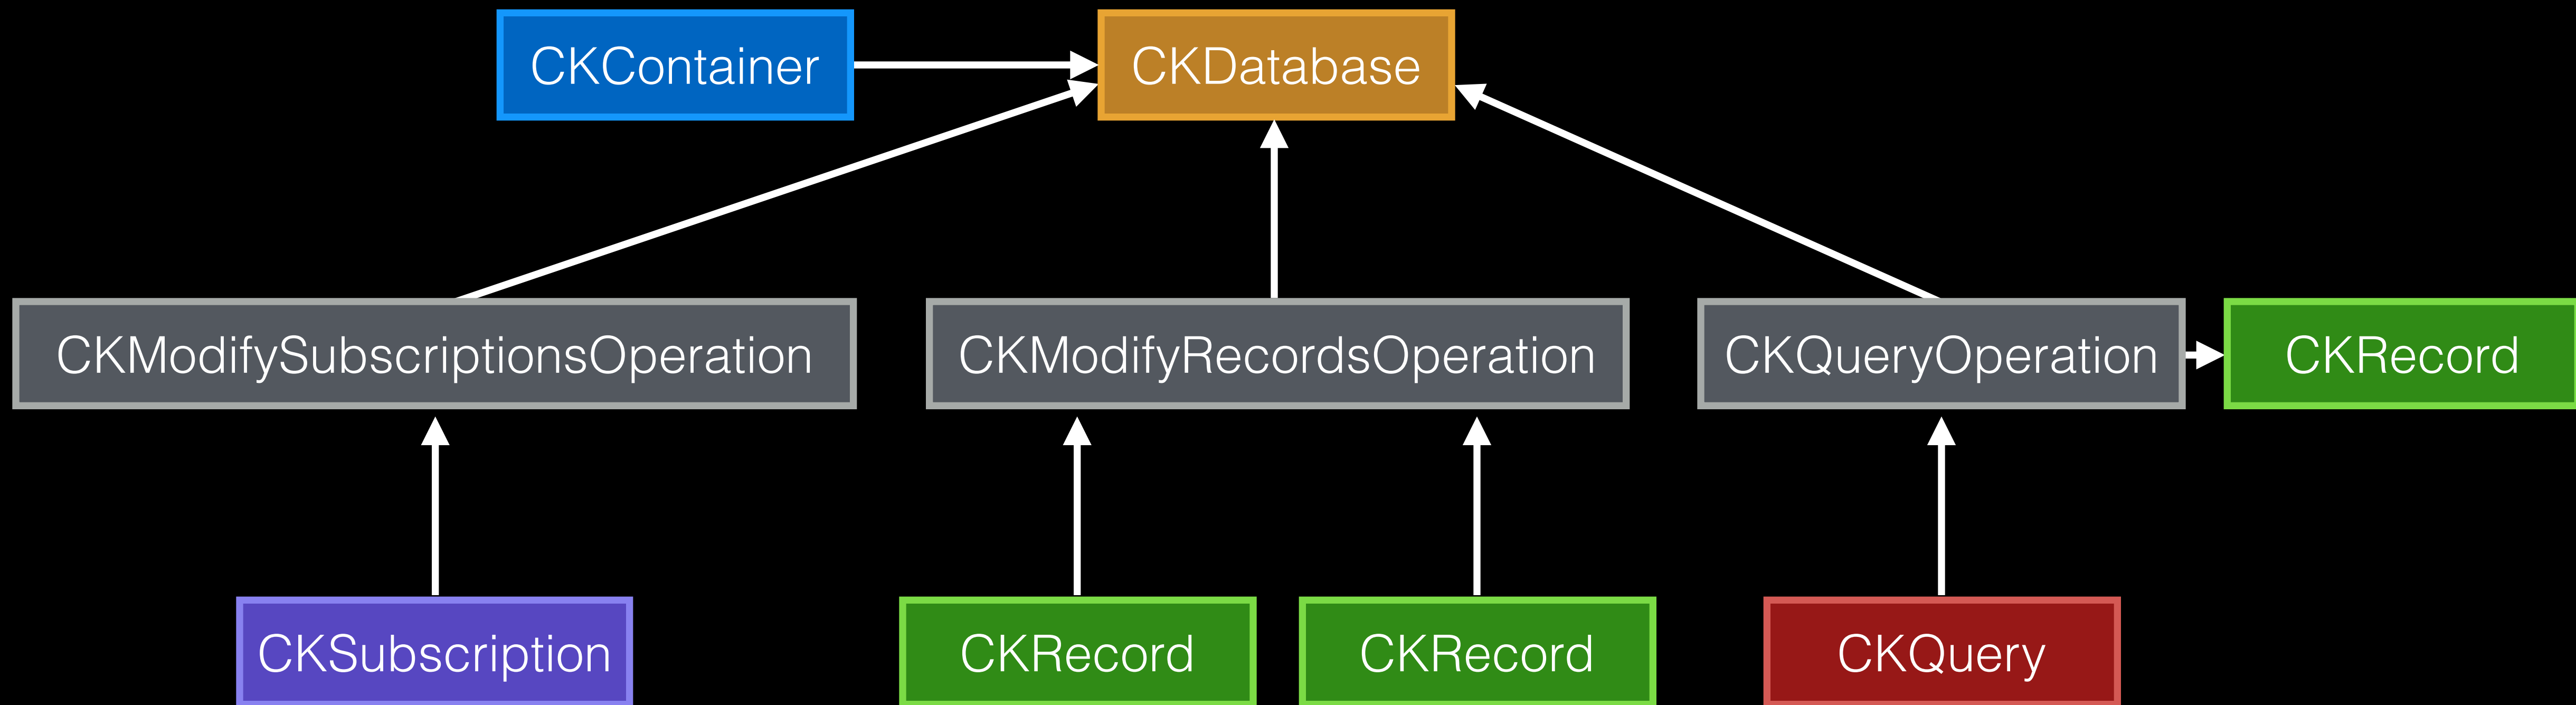 CKContainer
CKDatabase
CKModifySubscriptionsOperation
CKModifyRecordsOperation
CKQueryOperation
CKRecord
CKSubscription
CKRecord
CKRecord
CKQuery